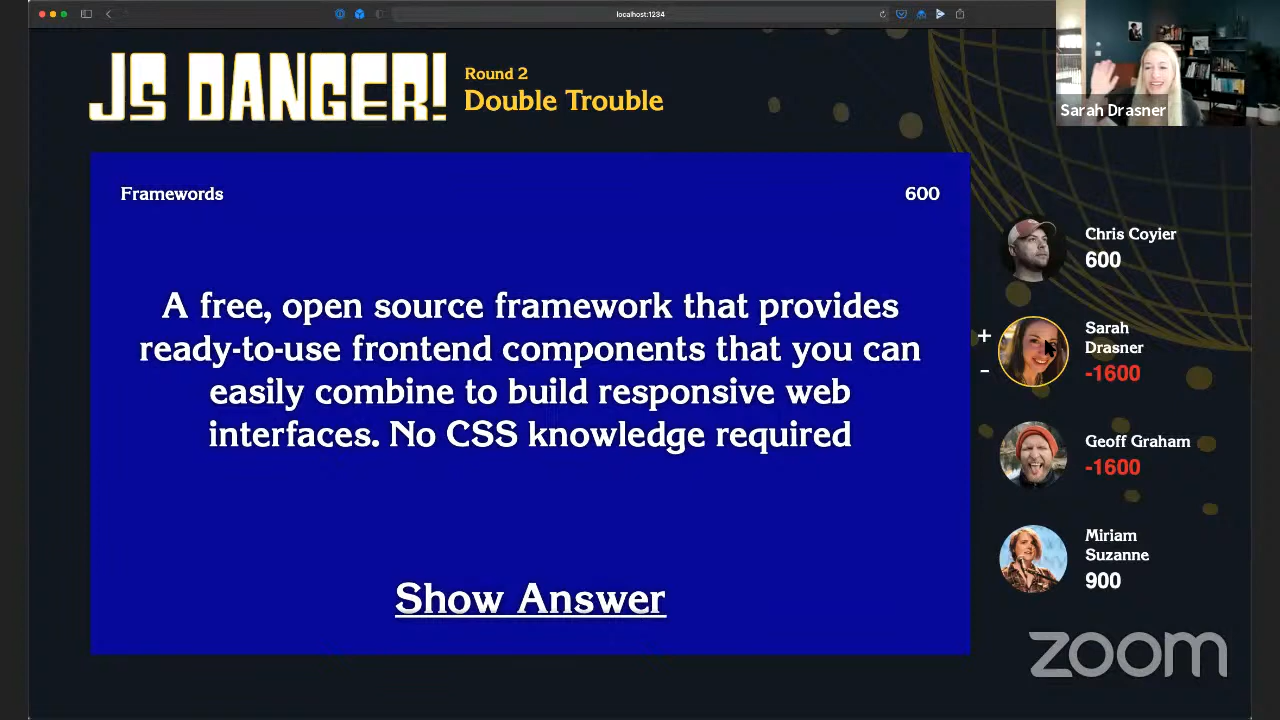 localhost:1234
JS DANGER!
Round 2
Double Trouble
Sarah Drasner
Framewords
600
A free, open source framework that provides
ready-to-use frontend components that you can
easily combine to build responsive web
interfaces. No CSS knowledge required
Show Answer
Chris Coyier
600
+
-
Sarah
Drasner
-1600
Geoff Graham
-1600
Miriam
Suzanne
900
zoom